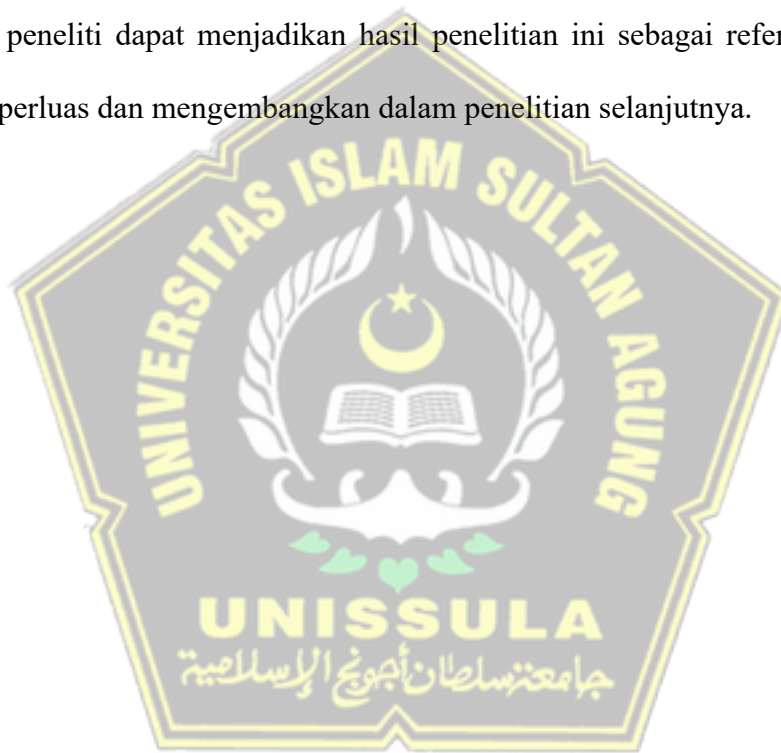 peneliti dapat menjadikan hasil penelitian ini sebagai refer
perluas dan mengembangkan dalam penelitian selanjutnya.
UNIVERSITAS ISLAM SULTAN AGUNG
UNISSULA
جامعة سلطان أجونج الإسلامية